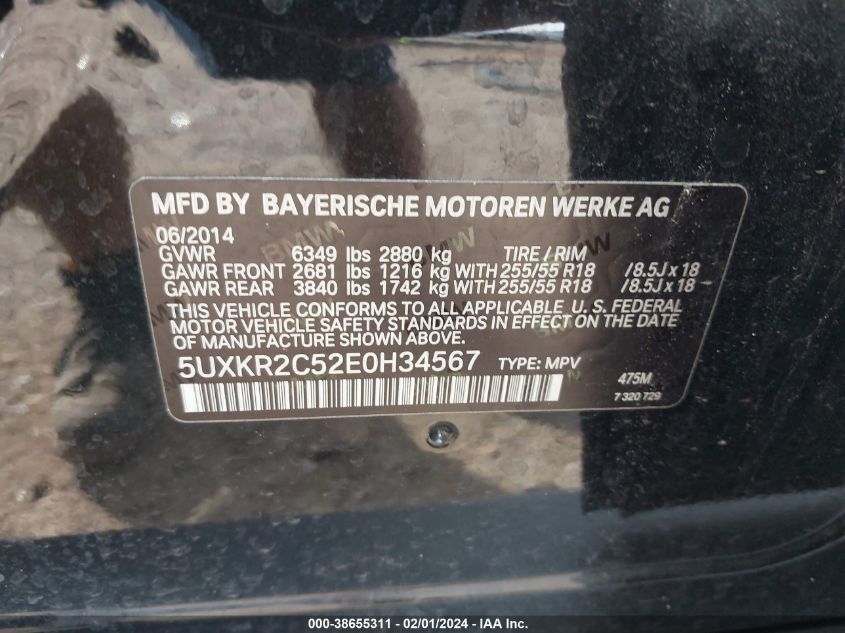 MFD BY BAYERISCHE MOTOREN WERKE AG
06/2014
GVWR 6349 lbs 2880 kg TIRE / RIM
GAWR FRONT 2681 lbs 1216 kg WITH 255/55 R18 /8.5J x 18
GAWR REAR 3840 lbs 1742 kg WITH 255/55 R18 /8.5J x 18
THIS VEHICLE CONFORMS TO ALL APPLICABLE U. S. FEDERAL
MOTOR VEHICLE SAFETY STANDARDS IN EFFECT ON THE DATE
OF MANUFACTURE SHOWN ABOVE.
5UXKR2C52E0H34567 TYPE: MPV
475M
7 320 729
000-38655311 - 02/01/2024 - IAA Inc.